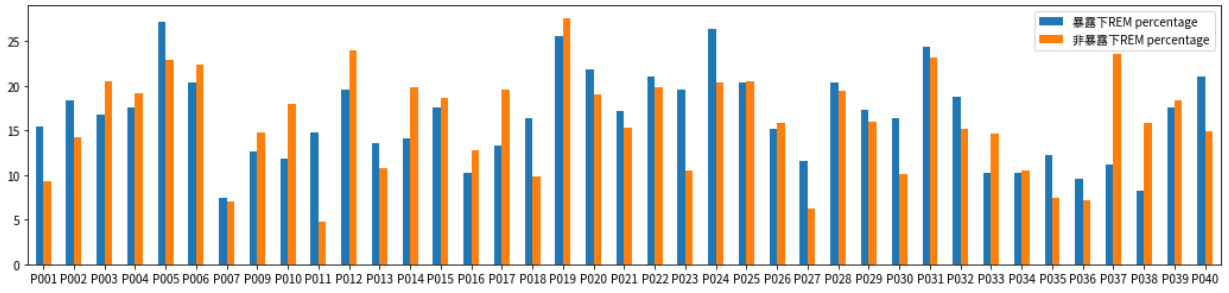 暴露下REM percentage
非暴露下REM percentage
25
20
15
10
5
0
P001 P002 P003 P004 P005 P006 P007 P009 P010 P011 P012 P013 P014 P015 P016 P017 P018 P019 P020 P021 P022 P023 P024 P025 P026 P027 P028 P029 P030 P031 P032 P033 P034 P035 P036 P037 P038 P039 P040